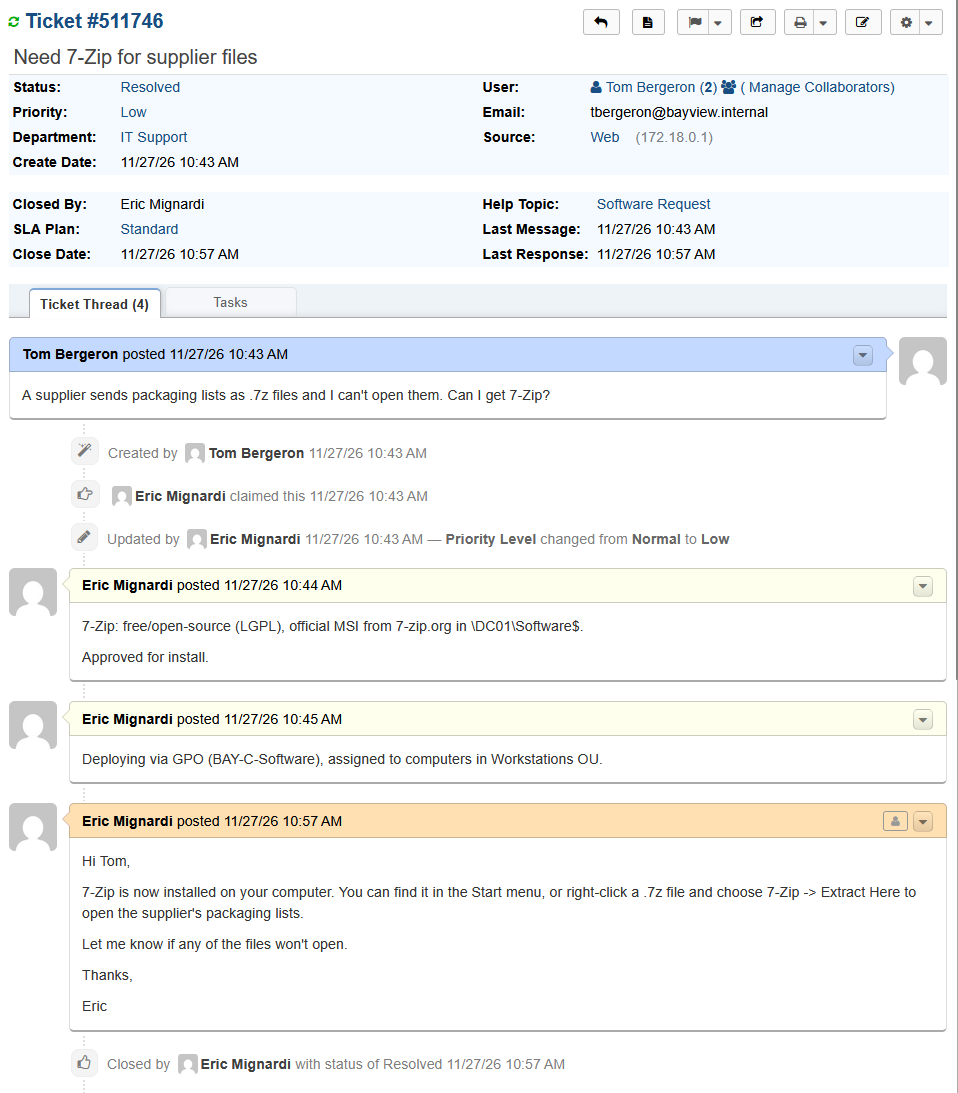 Ticket #511746
Need 7-Zip for supplier files
Status: Resolved
User: Tom Bergeron (2) ( Manage Collaborators)
Priority: Low
Email: tbergeron@bayview.internal
Department: IT Support
Source: Web (172.18.0.1)
Create Date: 11/27/26 10:43 AM
Closed By: Eric Mignardi
Help Topic: Software Request
SLA Plan: Standard
Last Message: 11/27/26 10:43 AM
Close Date: 11/27/26 10:57 AM
Last Response: 11/27/26 10:57 AM
Ticket Thread (4)
Tasks
Tom Bergeron posted 11/27/26 10:43 AM
A supplier sends packaging lists as .7z files and I can't open them. Can I get 7-Zip?
Created by Tom Bergeron 11/27/26 10:43 AM
Eric Mignardi claimed this 11/27/26 10:43 AM
Updated by Eric Mignardi 11/27/26 10:43 AM — Priority Level changed from Normal to Low
Eric Mignardi posted 11/27/26 10:44 AM
7-Zip: free/open-source (LGPL), official MSI from 7-zip.org in \DC01\Software$.
Approved for install.
Eric Mignardi posted 11/27/26 10:45 AM
Deploying via GPO (BAY-C-Software), assigned to computers in Workstations OU.
Eric Mignardi posted 11/27/26 10:57 AM
Hi Tom,
7-Zip is now installed on your computer. You can find it in the Start menu, or right-click a .7z file and choose 7-Zip -> Extract Here to
open the supplier's packaging lists.
Let me know if any of the files won't open.
Thanks,
Eric
Closed by Eric Mignardi with status of Resolved 11/27/26 10:57 AM